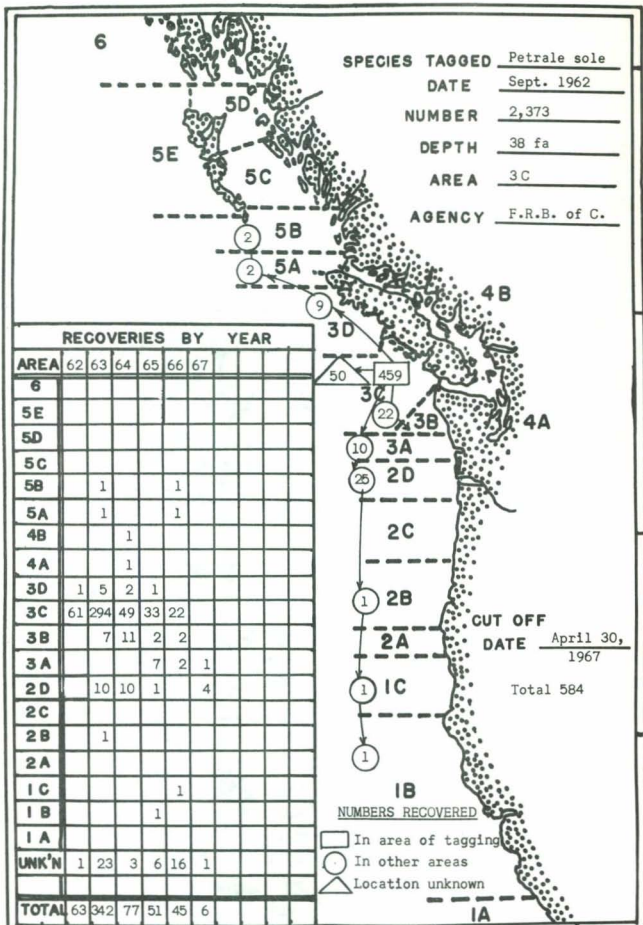 SPECIES TAGGED Petrale sole
DATE Sept. 1962
NUMBER 2,373
DEPTH 38 fa
AREA 3C
AGENCY F.R.B. of C.
6
5D
5E
5C
5B
2
5A
2
9
3D
4B
50
459
3C
22
3B
4A
10
3A
25
2D
2C
1
2B
2A
1
1C
1
1B
1A
CUT OFF
DATE April 30,
1967
Total 584
RECOVERIES BY YEAR
AREA 62 63 64 65 66 67
6
5E
5D
5C
5B 1 1
5A 1 1
4B 1
4A 1
3D 1 5 2 1
3C 61 294 49 33 22
3B 7 11 2 2
3A 7 2 1
2D 10 10 1 4
2C
2B 1
2A
1C 1
1B 1
1A
UNK'N 1 23 3 6 16 1
TOTAL 63 342 77 51 45 6
NUMBERS RECOVERED
In area of tagging
In other areas
Location unknown